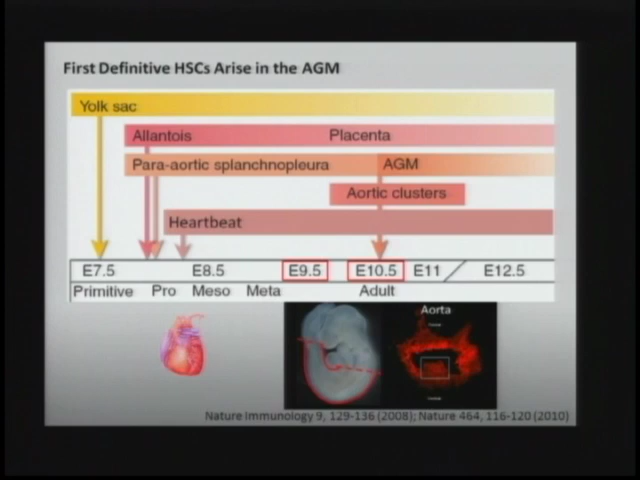 First Definitive HSCs Arise in the AGM
Yolk sac
Allantois Placenta
Para-aortic splanchnopleura AGM
Aortic clusters
Heartbeat
E7.5 E8.5 E9.5 E10.5 E11 E12.5
Primitive Pro Meso Meta Adult
Aorta
Nature Immunology 9, 129-136 (2008); Nature 464, 116-120 (2010)